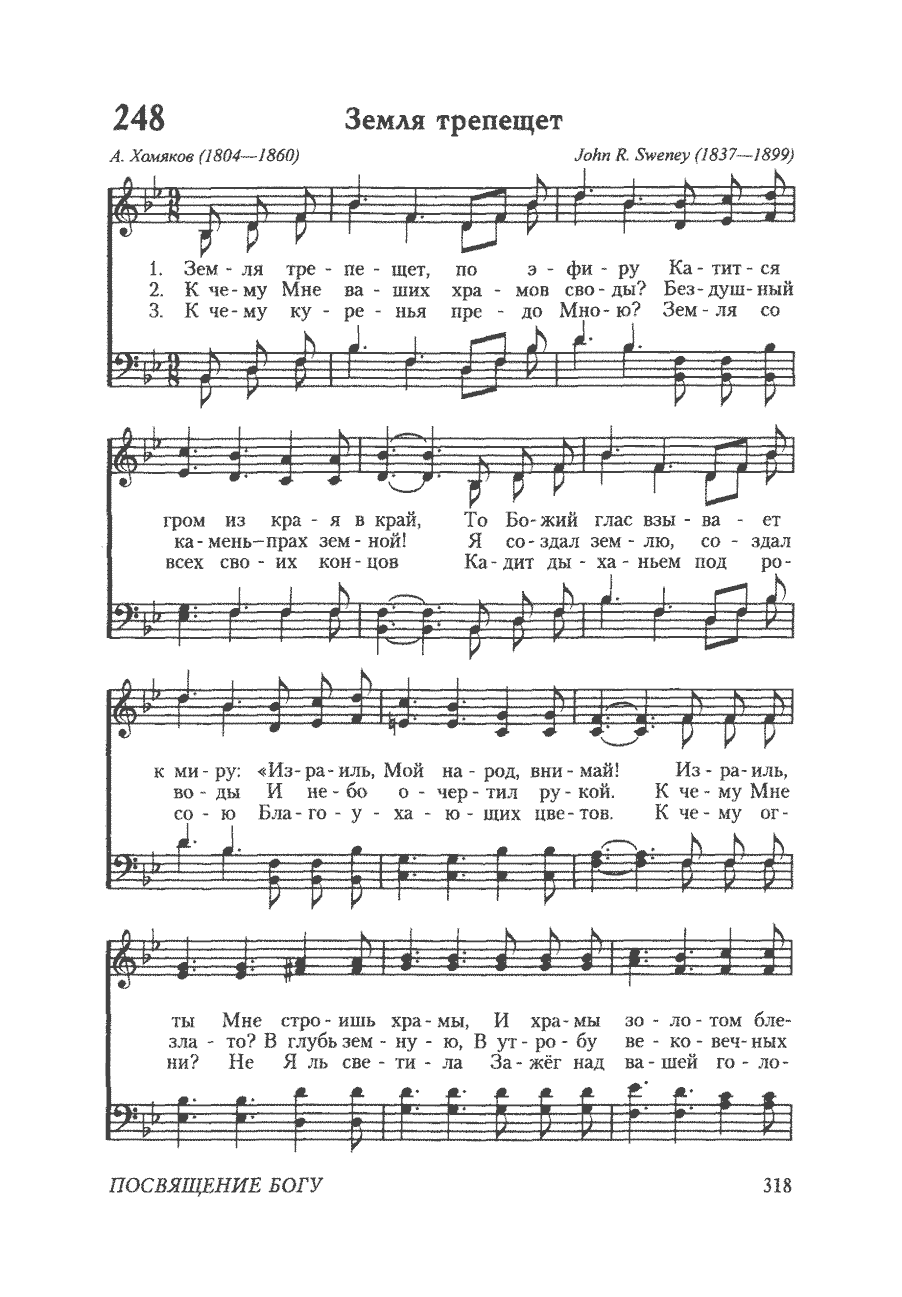 248 Земля трепещет
А. Хомяков (1804—1860) John R. Sweney (1837—1899)
1. Зем - ля тре - пе - щет, по э - фи - ру Ка - тит - ся
2. К че - му Мне ва - ших хра - мов сво - ды? Без - душ - ный
3. К че - му ку - ре - нья пре - до Мно - ю? Зем - ля со
гром из кра - я в край, То Бо - жий глас взы - ва - ет
ка - мень—прах зем - ной! Я со - здал зем - лю, со - здал
всех сво - их кон - цов Ка - дит ды - ха - ньем под ро -
к ми - ру: «Из - ра - иль, Мой на - род, вни - май! Из - ра - иль,
во - ды И не - бо о - чер - тил ру - кой. К че - му Мне
со - ю Бла - го - у - ха - ю - щих цве - тов. К че - му ог -
ты Мне стро - ишь хра - мы, И хра - мы зо - ло - том бле -
зла - то? В глубь зем - ну - ю, В ут - ро - бу ве - ко - веч - ных
ни? Не Я ль све - ти - ла За - жёг над ва - шей го - ло -
ПОСВЯЩЕНИЕ БОГУ 318